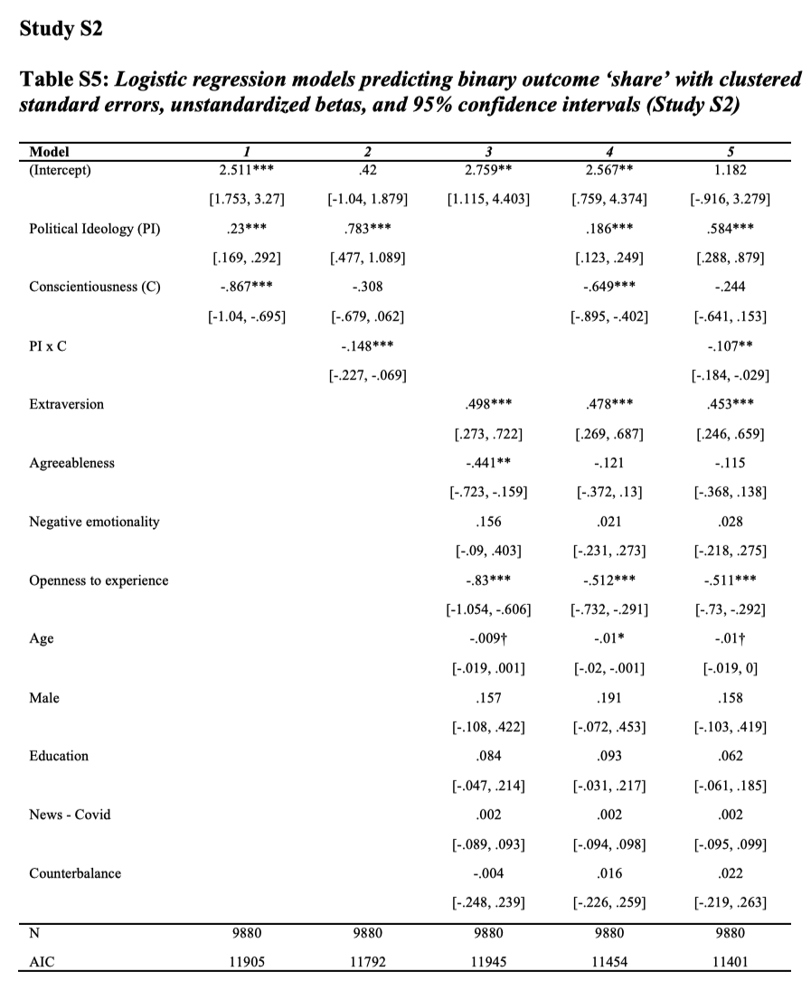 Study S2
Table S5: Logistic regression models predicting binary outcome ‘share’ with clustered
standard errors, unstandardized betas, and 95% confidence intervals (Study S2)
Model 1 2 3 4 5
(Intercept) 2.511*** .42 2.759** 2.567** 1.182
[1.753, 3.27] [-1.04, 1.879] [1.115, 4.403] [.759, 4.374] [-.916, 3.279]
Political Ideology (PI) .23*** .783*** .186*** .584***
[.169, .292] [.477, 1.089] [.123, .249] [.288, .879]
Conscientiousness (C) -.867*** -.308 -.649*** -.244
[-1.04, -.695] [-.679, .062] [-.895, -.402] [-.641, .153]
PI x C -.148*** -.107**
[-.227, -.069] [-.184, -.029]
Extraversion .498*** .478*** .453***
[.273, .722] [.269, .687] [.246, .659]
Agreeableness -.441** -.121 -.115
[-.723, -.159] [-.372, .13] [-.368, .138]
Negative emotionality .156 .021 .028
[-.09, .403] [-.231, .273] [-.218, .275]
Openness to experience -.83*** -.512*** -.511***
[-1.054, -.606] [-.732, -.291] [-.73, -.292]
Age -.009† -.01* -.01†
[-.019, .001] [-.02, -.001] [-.019, 0]
Male .157 .191 .158
[-.108, .422] [-.072, .453] [-.103, .419]
Education .084 .093 .062
[-.047, .214] [-.031, .217] [-.061, .185]
News - Covid .002 .002 .002
[-.089, .093] [-.094, .098] [-.095, .099]
Counterbalance -.004 .016 .022
[-.248, .239] [-.226, .259] [-.219, .263]
N 9880 9880 9880 9880 9880
AIC 11905 11792 11945 11454 11401